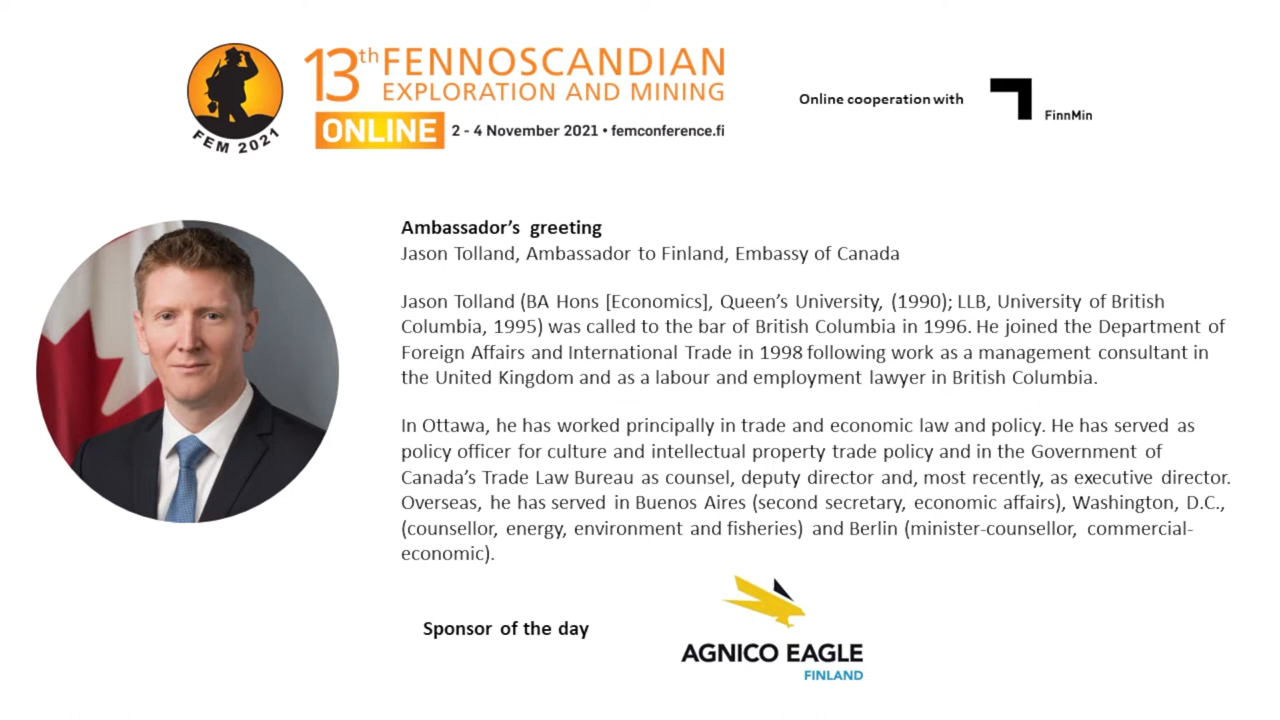 13th FENNOSCANDIAN
EXPLORATION AND MINING
ONLINE 2 - 4 November 2021 • femconference.fi
FEM 2021
Online cooperation with
FinnMin
Ambassador’s greeting
Jason Tolland, Ambassador to Finland, Embassy of Canada
Jason Tolland (BA Hons [Economics], Queen’s University, (1990); LLB, University of British
Columbia, 1995) was called to the bar of British Columbia in 1996. He joined the Department of
Foreign Affairs and International Trade in 1998 following work as a management consultant in
the United Kingdom and as a labour and employment lawyer in British Columbia.
In Ottawa, he has worked principally in trade and economic law and policy. He has served as
policy officer for culture and intellectual property trade policy and in the Government of
Canada’s Trade Law Bureau as counsel, deputy director and, most recently, as executive director.
Overseas, he has served in Buenos Aires (second secretary, economic affairs), Washington, D.C.,
(counsellor, energy, environment and fisheries) and Berlin (minister-counsellor, commercial-
economic).
Sponsor of the day
AGNICO EAGLE
FINLAND